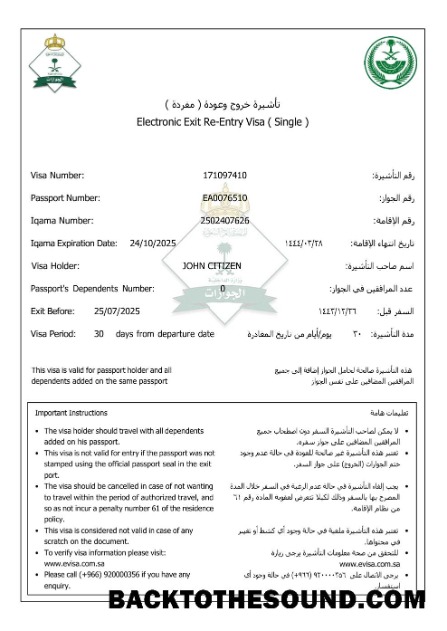 الجوازات
تأشيرة خروج وعودة ( مفردة )
Electronic Exit Re-Entry Visa ( Single )
Visa Number: 171097410 رقم التأشيرة:
Passport Number: EA0076510 رقم الجواز:
Iqama Number: 2502407626 رقم الإقامة:
Iqama Expiration Date: 24/10/2025 ١٤٤٤/٠٣/٢٨ تاريخ انتهاء الإقامة:
Visa Holder: JOHN CITIZEN اسم صاحب التأشيرة:
Passport's Dependents Number: 0 عدد المرافقين في الجواز:
الجوازات
Exit Before: 25/07/2025 ١٤٤٣/١٢/٢٦ السفر قبل:
Visa Period: 30 days from departure date يوم/أيام من تاريخ المغادرة ٣٠ مدة التأشيرة:
This visa is valid for passport holder and all
dependents added on the same passport
هذه التأشيرة صالحة لحامل الجواز إضافة إلى جميع
المرافقين المضافين على نفس الجواز
Important Instructions
• The visa holder should travel with all dependents
added on his passport.
• This visa is not valid for entry if the passport was not
stamped using the official passport seal in the exit
port.
• The visa should be cancelled in case of not wanting
to travel within the period of authorized travel, and
so as not incur a penalty number 61 of the residence
policy.
• This visa is considered not valid in case of any
scratch on the document.
• To verify visa information please visit:
www.evisa.com.sa
• Please call (+966) 920000356 if you have any
enquiry.
تعليمات هامة
• لا يمكن لصاحب التأشيرة السفر دون اصطحاب جميع
المرافقين المضافين على جواز سفره.
• تعتبر هذه التأشيرة غير صالحة للعودة في حالة عدم وجود
ختم الجوازات (الخروج) على جواز السفر.
• يجب إلغاء التأشيرة في حالة عدم الرغبة في السفر خلال المدة
المصرح بها بالسفر وذلك لكيلا تتعرض لعقوبة المادة رقم ٦١
من نظام الإقامة.
• تعتبر هذه التأشيرة ملغية في حالة وجود أي كشط أو تغيير
في محتواها.
• للتحقق من صحة معلومات التأشيرة يرجى زيارة
www.evisa.com.sa
• يرجى الاتصال على ٩٢٠٠٠٠٣٥٦ (٩٦٦+) في حالة وجود أي
استفسار.
BACKTOTHESOUND.COM